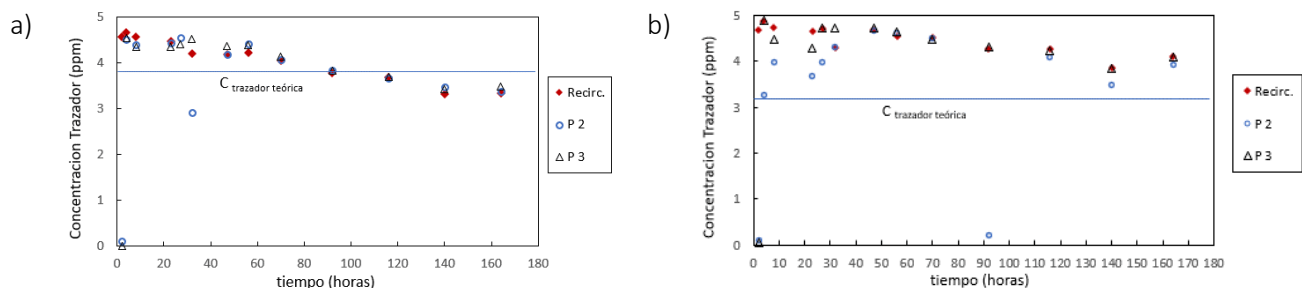 a)
Concentracion Trazador (ppm)
5
4
3
2
1
0
0 20 40 60 80 100 120 140 160 180
tiempo (horas)
C trazador teórica
Recirc.
P 2
P 3
b)
Concentracion Trazador (ppm)
5
4
3
2
1
0
0 10 20 30 40 50 60 70 80 90 100 110 120 130 140 150 160 170 180
tiempo (horas)
C trazador teórica
Recirc.
P 2
P 3